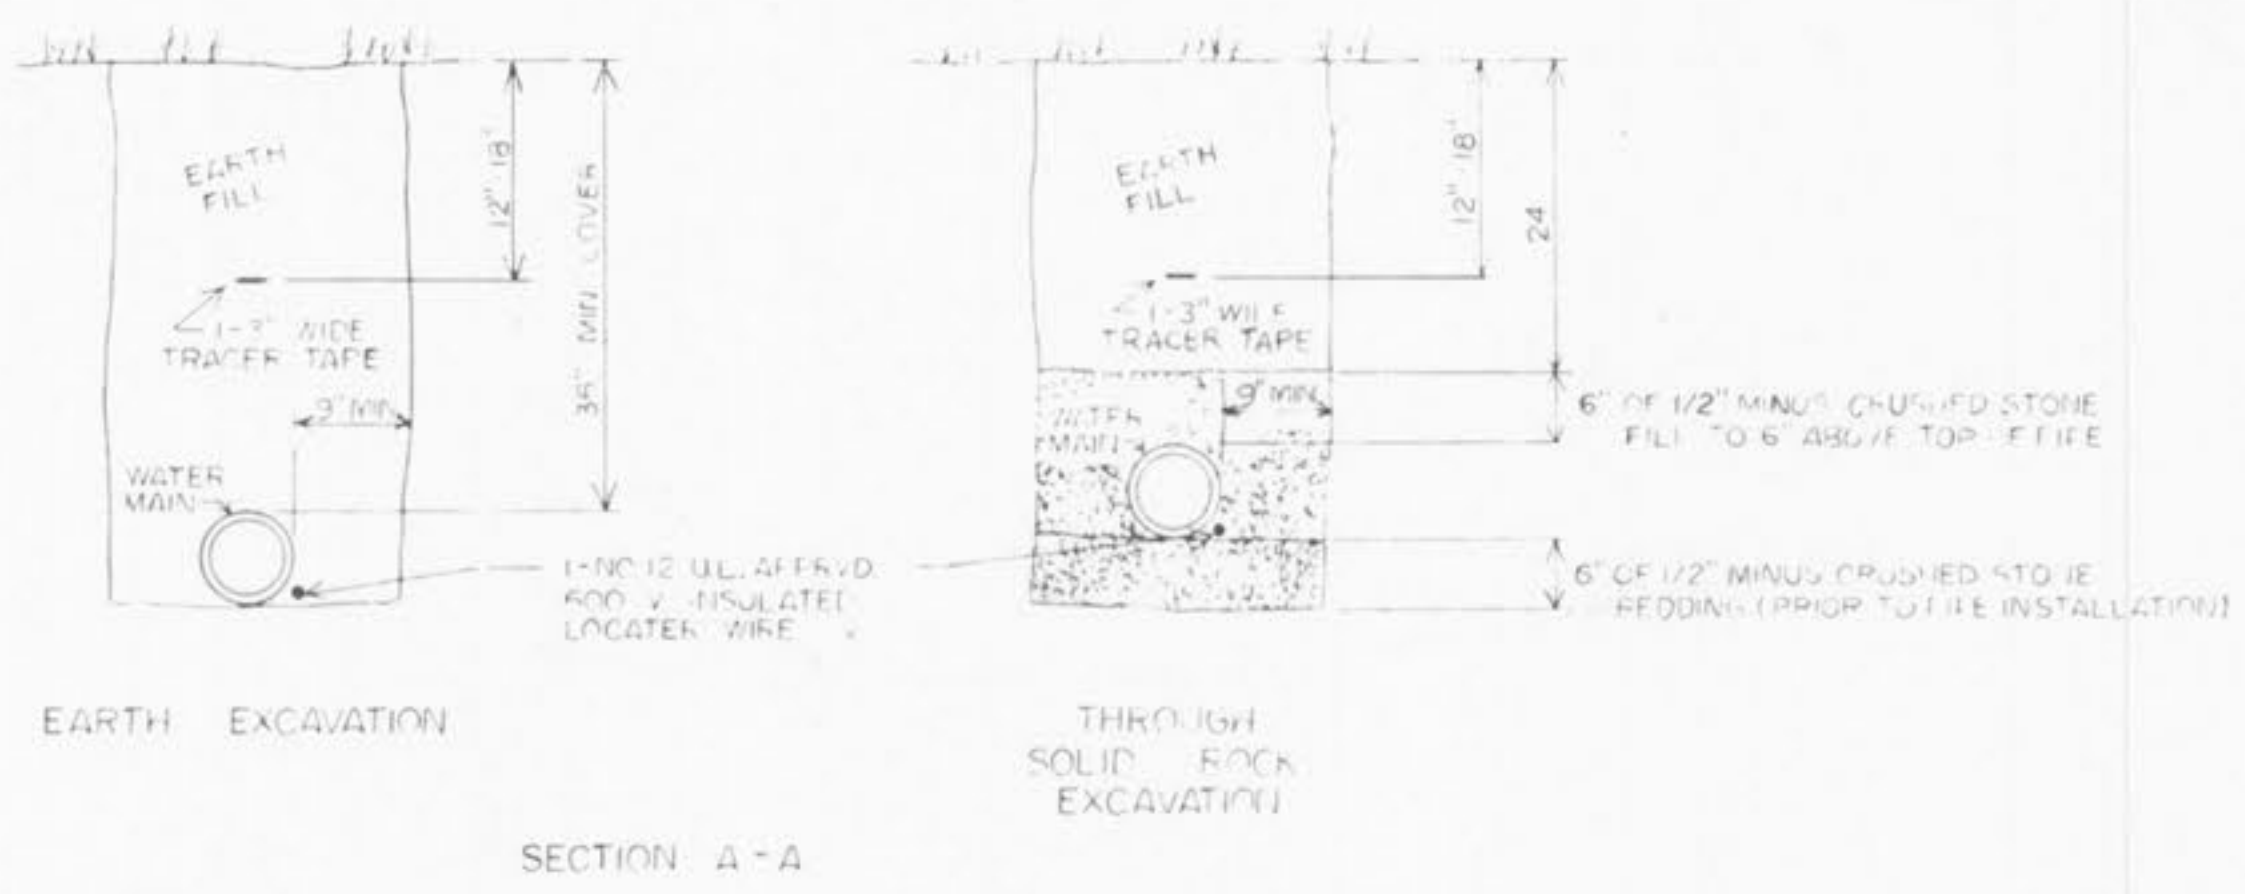 EARTH
FILL
12" 18"
36" MIN COVER
1-3" WIDE
TRACER TAPE
9" MIN
WATER
MAIN
1-NO 12 U.L. APPRVD.
600 V INSULATED
LOCATER WIRE
EARTH EXCAVATION
EARTH
FILL
12" 18"
24
1-3" WIDE
TRACER TAPE
9" MIN
WATER
MAIN
6" OF 1/2" MINUS CRUSHED STONE
FILL TO 6" ABOVE TOP OF PIPE
6" OF 1/2" MINUS CRUSHED STONE
BEDDING (PRIOR TO PIPE INSTALLATION)
THROUGH
SOLID ROCK
EXCAVATION
SECTION A-A